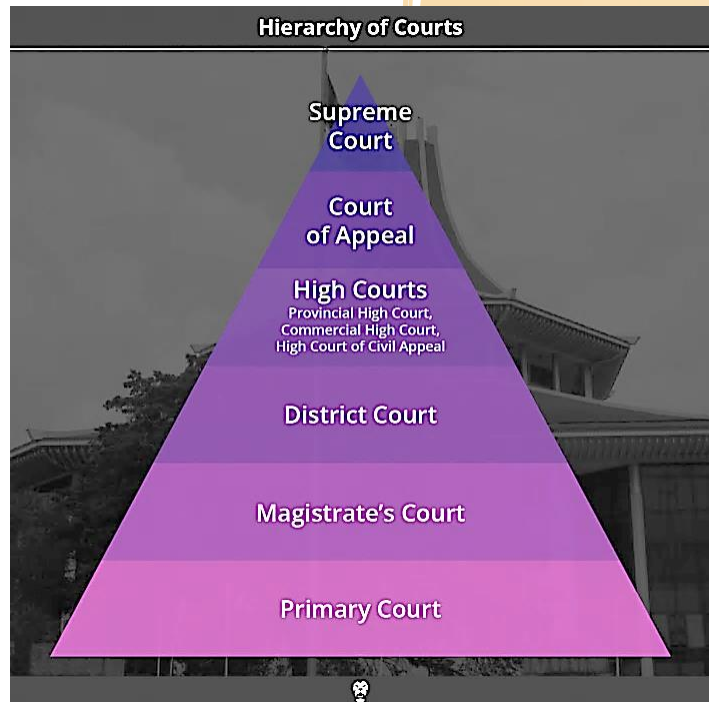 Hierarchy of Courts
Supreme
Court
Court
of Appeal
High Courts
Provincial High Court,
Commercial High Court,
High Court of Civil Appeal
District Court
Magistrate’s Court
Primary Court